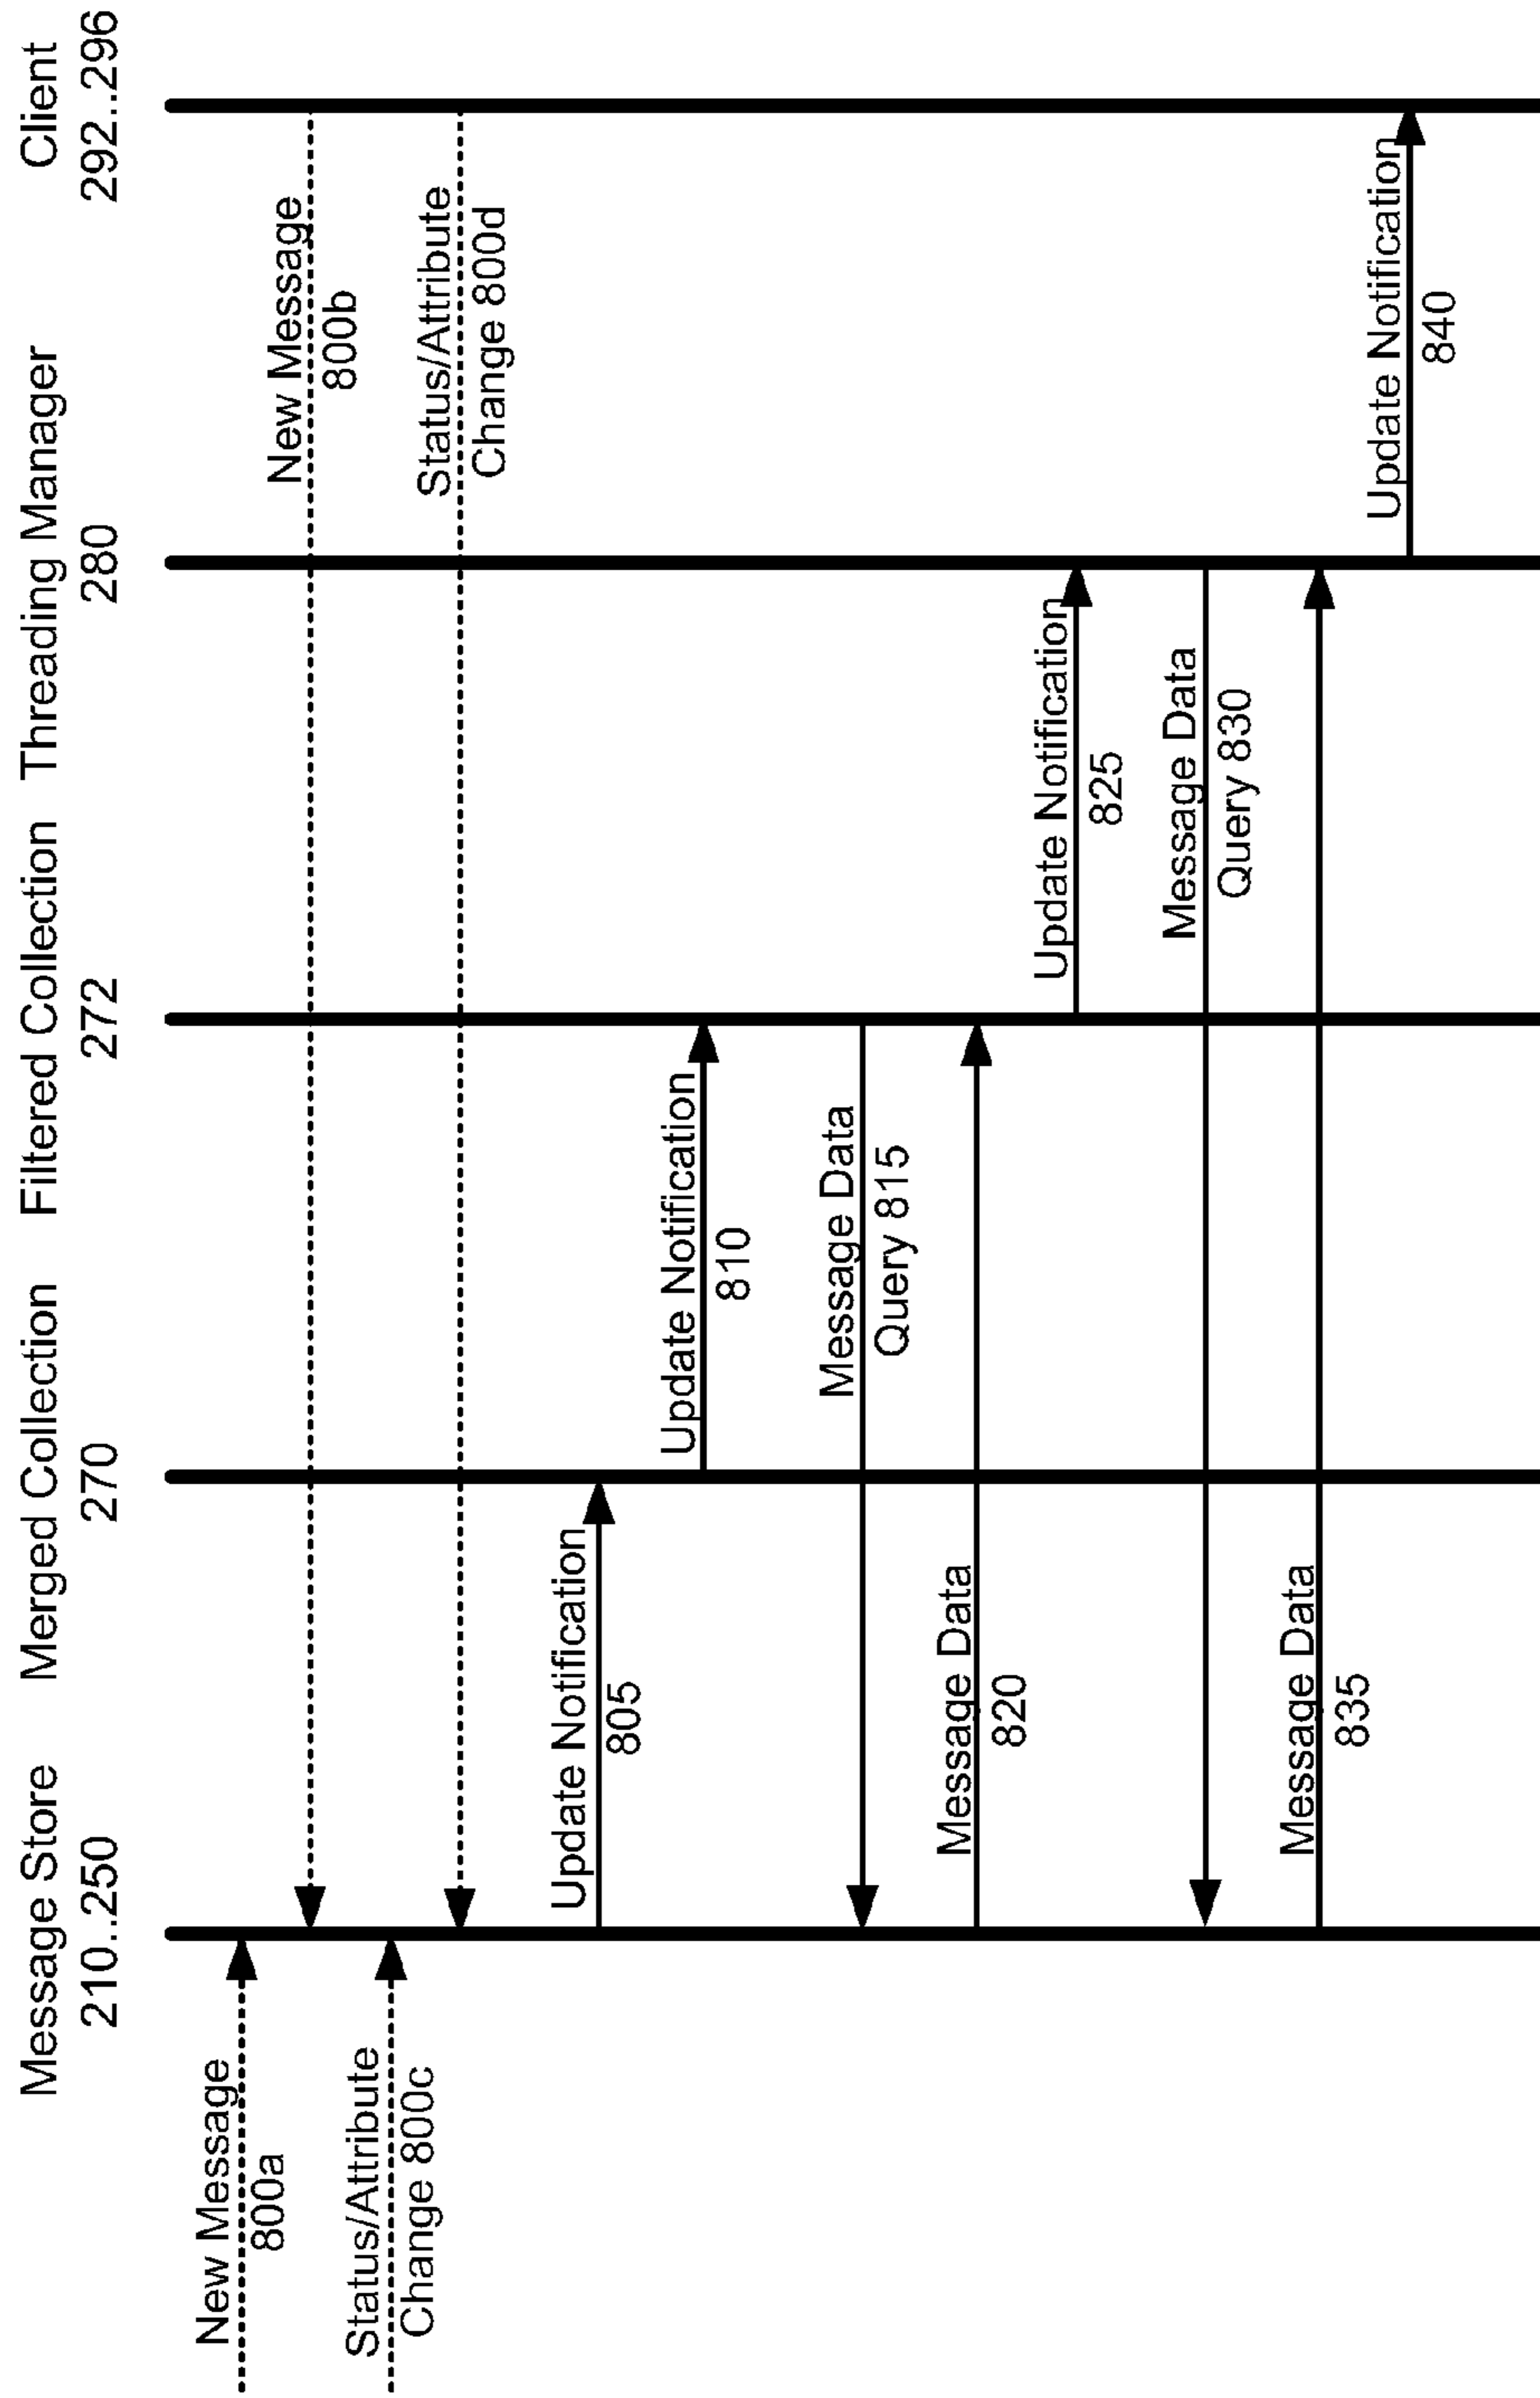 Message Store
210..250
Merged Collection
270
Filtered Collection
272
Threading Manager
280
Client
292..296
New Message
800a
New Message
800b
Status/Attribute
Change 800c
Status/Attribute
Change 800d
Update Notification
805
Update Notification
810
Message Data
Query 815
Message Data
820
Update Notification
825
Message Data
Query 830
Message Data
835
Update Notification
840